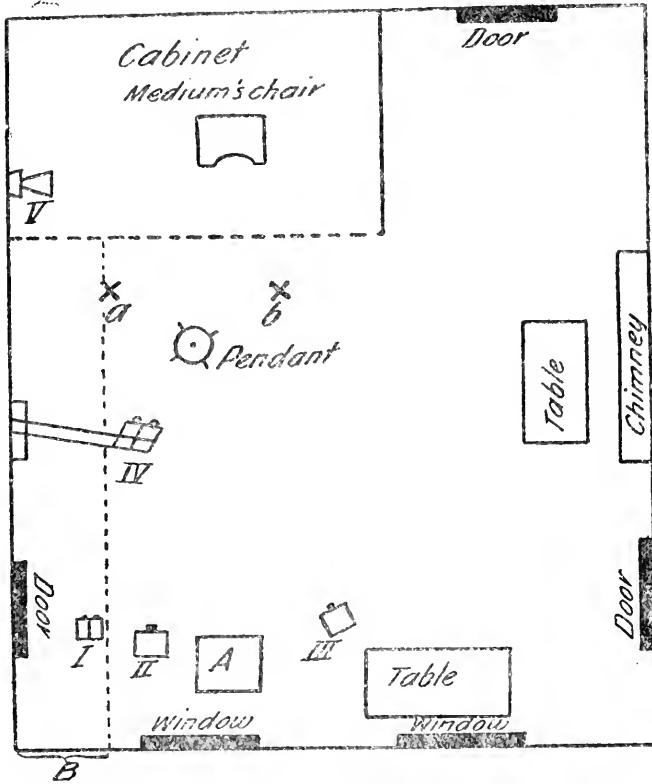 Door
Cabinet
Medium's chair
V
a
b
Pendant
Table
Chimney
IV
Door
Door
I
II
III
A
Table
Window
Window
B